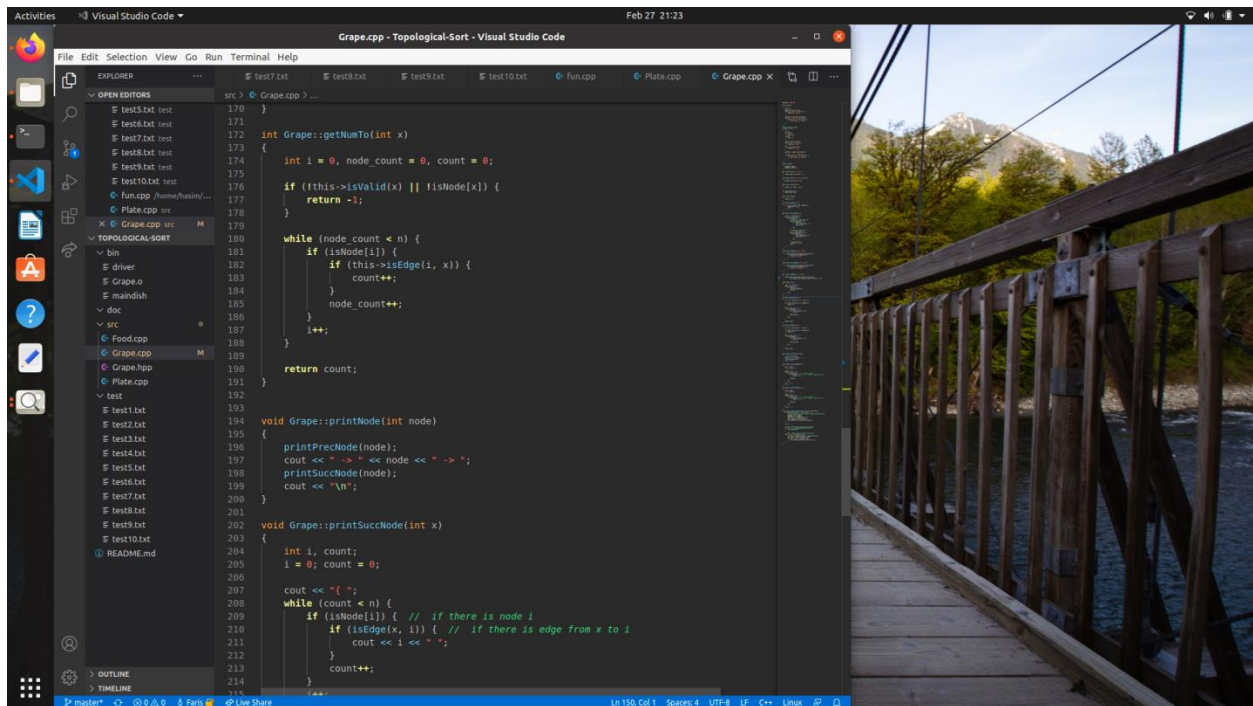 Activities
Visual Studio Code
Feb 27 21:23
Grape.cpp - Topological-Sort - Visual Studio Code
File Edit Selection View Go Run Terminal Help
EXPLORER
OPEN EDITORS
test5.txt test
test6.txt test
test7.txt test
test8.txt test
test9.txt test
test10.txt test
fun.cpp /home/hasim/...
Plate.cpp src
Grape.cpp src M
TOPOLOGICAL-SORT
bin
driver
Grape.o
maindish
doc
src
Food.cpp
Grape.cpp M
Grape.hpp
Plate.cpp
test
test1.txt
test2.txt
test3.txt
test4.txt
test5.txt
test6.txt
test7.txt
test8.txt
test9.txt
test10.txt
README.md
OUTLINE
TIMELINE
test7.txt test8.txt test9.txt test10.txt fun.cpp Plate.cpp Grape.cpp
src > Grape.cpp > ...
170 }
171
172 int Grape::getNumTo(int x)
173 {
174 int i = 0, node_count = 0, count = 0;
175
176 if (!this->isValid(x) || !isNode[x]) {
177 return -1;
178 }
179
180 while (node_count < n) {
181 if (isNode[i]) {
182 if (this->isEdge(i, x)) {
183 count++;
184 }
185 node_count++;
186 }
187 i++;
188 }
189
190 return count;
191 }
192
193
194 void Grape::printNode(int node)
195 {
196 printPrecNode(node);
197 cout << " -> " << node << " -> ";
198 printSuccNode(node);
199 cout << "\n";
200 }
201
202 void Grape::printSuccNode(int x)
203 {
204 int i, count;
205 i = 0; count = 0;
206
207 cout << "{ ";
208 while (count < n) {
209 if (isNode[i]) { // if there is node i
210 if (isEdge(x, i)) { // if there is edge from x to i
211 cout << i << " ";
212 }
213 count++;
214 }
215 i++;
master* 0 0 0 Faris Live Share
Ln 150, Col 1 Spaces: 4 UTF-8 LF C++ Linux